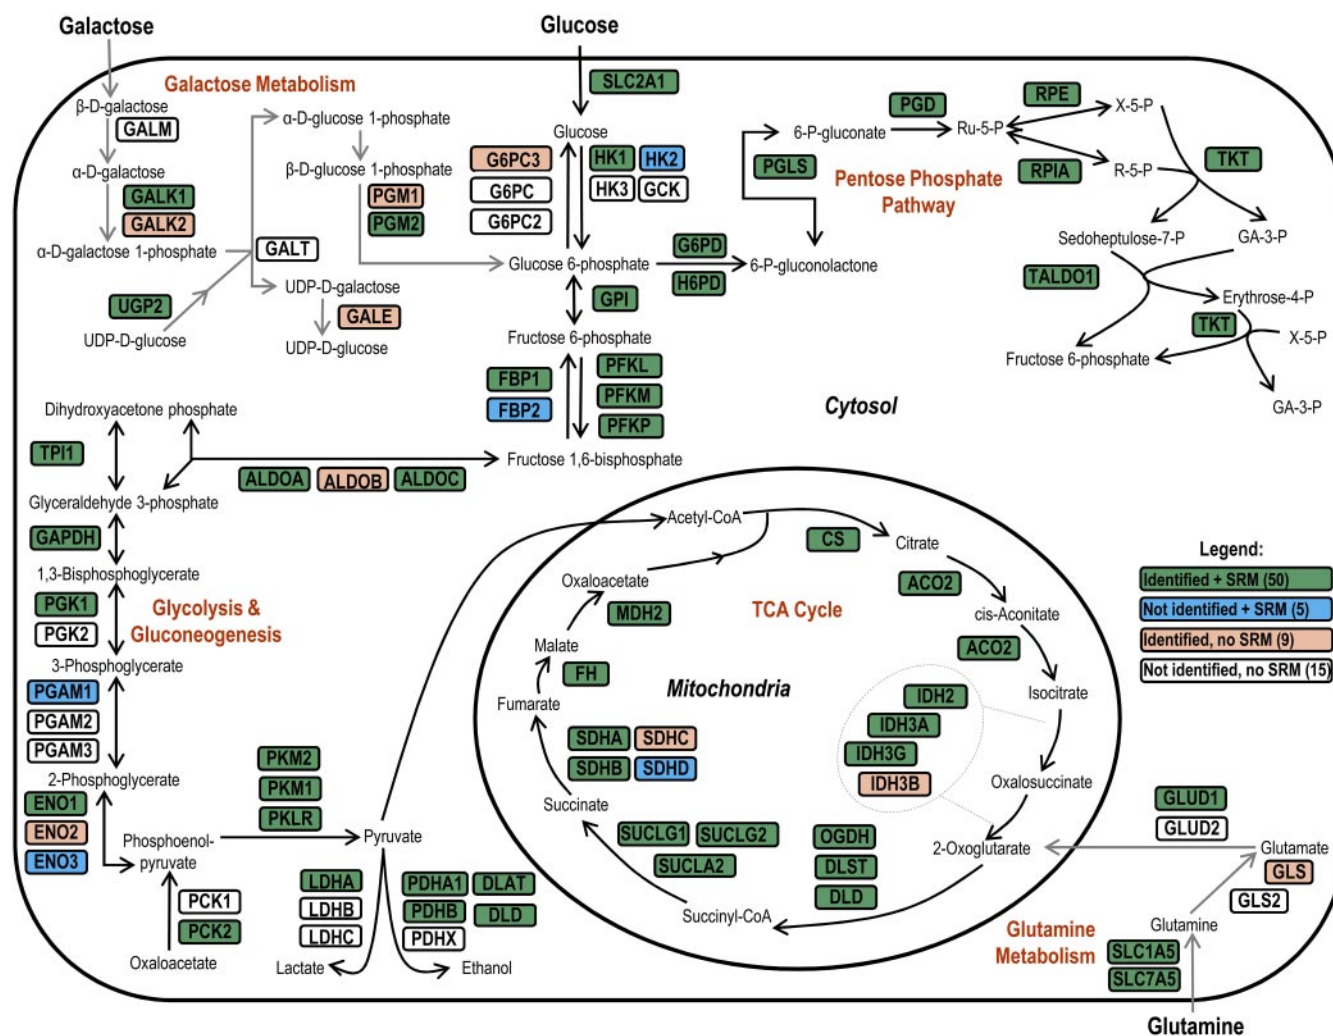 Galactose
Glucose
Galactose Metabolism
β-D-galactose
GALM
α-D-galactose
GALK1
GALK2
α-D-galactose 1-phosphate
UGP2
UDP-D-glucose
GALT
α-D-glucose 1-phosphate
β-D-glucose 1-phosphate
PGM1
PGM2
UDP-D-galactose
GALE
UDP-D-glucose
SLC2A1
Glucose
G6PC3
G6PC
G6PC2
HK1
HK2
HK3
GCK
Glucose 6-phosphate
G6PD
H6PD
6-P-gluconolactone
PGLS
6-P-gluconate
PGD
Ru-5-P
RPE
RPIA
X-5-P
R-5-P
TKT
Pentose Phosphate
Pathway
Sedoheptulose-7-P
GA-3-P
TALDO1
Erythrose-4-P
TKT
X-5-P
Fructose 6-phosphate
GA-3-P
GPI
Fructose 6-phosphate
FBP1
FBP2
PFKL
PFKM
PFKP
Cytosol
Fructose 1,6-bisphosphate
Dihydroxyacetone phosphate
TPI1
ALDOA
ALDOB
ALDOC
Glyceraldehyde 3-phosphate
GAPDH
1,3-Bisphosphoglycerate
PGK1
PGK2
Glycolysis &
Gluconeogenesis
3-Phosphoglycerate
PGAM1
PGAM2
PGAM3
2-Phosphoglycerate
ENO1
ENO2
ENO3
Phosphoenol-
pyruvate
PKM2
PKM1
PKLR
Pyruvate
PCK1
PCK2
Oxaloacetate
LDHA
LDHB
LDHC
Lactate
PDHA1
DLAT
PDHB
DLD
PDHX
Ethanol
Acetyl-CoA
CS
Citrate
ACO2
cis-Aconitate
ACO2
Isocitrate
Oxaloacetate
MDH2
TCA Cycle
Malate
FH
Mitochondria
Fumarate
IDH2
IDH3A
IDH3G
IDH3B
Oxalosuccinate
SDHA
SDHC
SDHB
SDHD
Succinate
SUCLG1
SUCLG2
SUCLA2
OGDH
DLST
DLD
2-Oxoglutarate
Succinyl-CoA
Legend:
Identified + SRM (50)
Not identified + SRM (5)
Identified, no SRM (9)
Not identified, no SRM (15)
GLUD1
GLUD2
Glutamate
GLS
GLS2
Glutamine
Glutamine
Metabolism
SLC1A5
SLC7A5
Glutamine